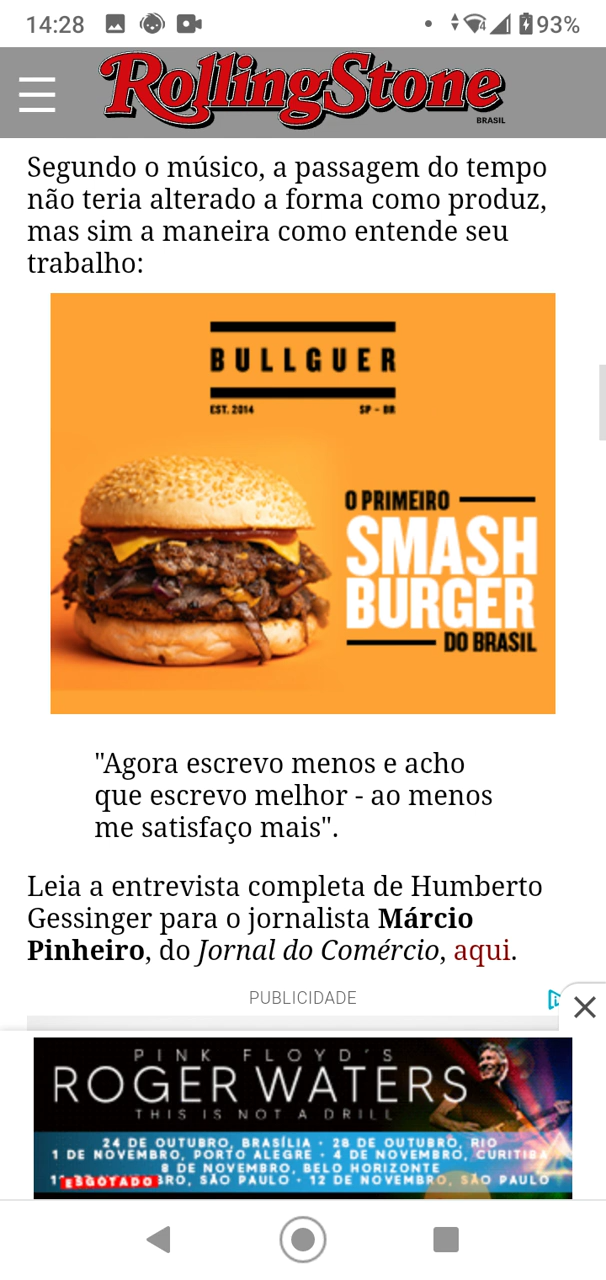 14:28
93%
RollingStone
BRASIL
Segundo o músico, a passagem do tempo
não teria alterado a forma como produz,
mas sim a maneira como entende seu
trabalho:
BULLGUER
EST. 2014 SP - BR
O PRIMEIRO
SMASH
BURGER
DO BRASIL
"Agora escrevo menos e acho
que escrevo melhor - ao menos
me satisfaço mais".
Leia a entrevista completa de Humberto
Gessinger para o jornalista Márcio
Pinheiro, do Jornal do Comércio, aqui.
PUBLICIDADE
PINK FLOYD'S
ROGER WATERS
THIS IS NOT A DRILL
24 DE OUTUBRO, BRASÍLIA · 28 DE OUTUBRO, RIO
1 DE NOVEMBRO, PORTO ALEGRE · 4 DE NOVEMBRO, CURITIBA
8 DE NOVEMBRO, BELO HORIZONTE
ESGOTADO SÃO PAULO · 12 DE NOVEMBRO, SÃO PAULO